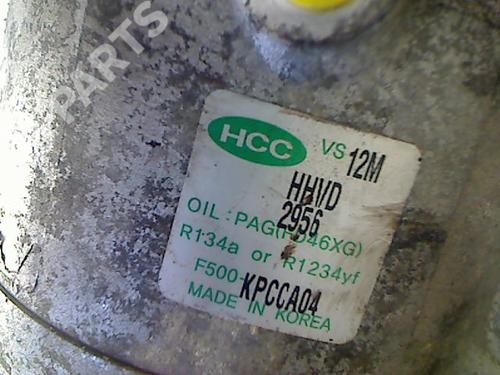 PARTS
HCC VS 12M
HHVD
2956
OIL : PAG(FD46XG)
R134a or R1234yf
F500-KPCCA04
MADE IN KOREA